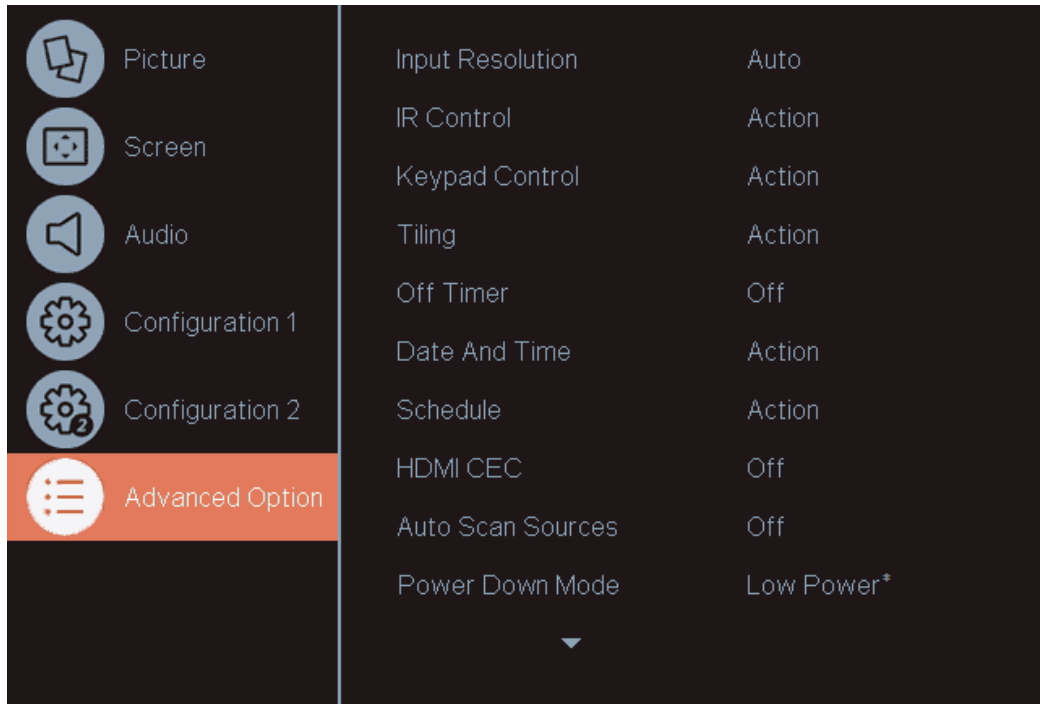 Picture
Screen
Audio
Configuration 1
Configuration 2
2
Advanced Option
Input Resolution Auto
IR Control Action
Keypad Control Action
Tiling Action
Off Timer Off
Date And Time Action
Schedule Action
HDMI CEC Off
Auto Scan Sources Off
Power Down Mode Low Power*